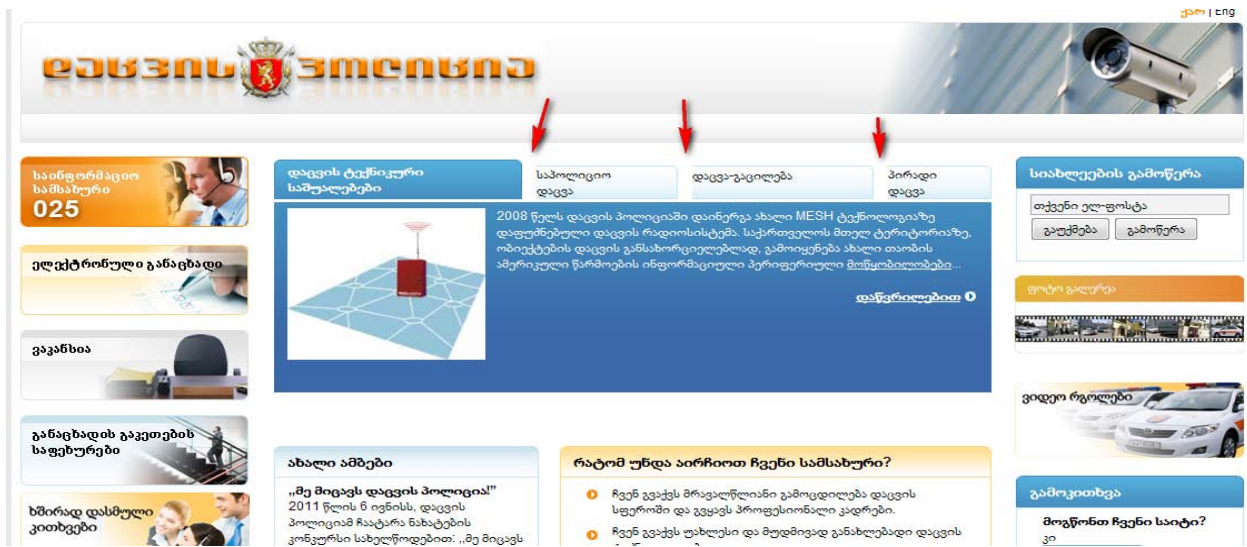 ქარ | Eng
დაცვის პოლიცია
საინფორმაციო
სამსახური
025
ელექტრონული განაცხადი
ვაკანსია
განაცხადის გაკეთების
საფეხურები
ხშირად დასმული
კითხვები
დაცვის ტექნიკური
საშუალებები
საპოლიციო
დაცვა
დაცვა-გაცილება
პირადი
დაცვა
2008 წელს დაცვის პოლიციაში დაინერგა ახალი MESH ტექნოლოგიაზე
დაფუძნებული დაცვის რადიოსისტემა. საქართველოს მთელ ტერიტორიაზე,
ობიექტების დაცვის განსახორციელებლად, გამოიყენება ახალი თაობის
ამერიკული წარმოების ინფორმაციული პერიფერიული მოწყობილობები...
დაწვრილებით
ახალი ამბები
„მე მიცავს დაცვის პოლიცია!"
2011 წლის 6 ივნისს, დაცვის
პოლიციამ ჩაატარა ნახატების
კონკურსი სახელწოდებით: „მე მიცავს
რატომ უნდა აირჩიოთ ჩვენი სამსახური?
ჩვენ გვაქვს მრავალწლიანი გამოცდილება დაცვის
სფეროში და გვყავს პროფესიონალი კადრები.
ჩვენ გვაქვს უახლესი და მუდმივად განახლებადი დაცვის
სიახლეების გამოწერა
თქვენი ელ-ფოსტა
გაუქმება
გამოწერა
ფოტო გალერეა
ვიდეო რგოლები
გამოკითხვა
მოგწონთ ჩვენი საიტი?
კი